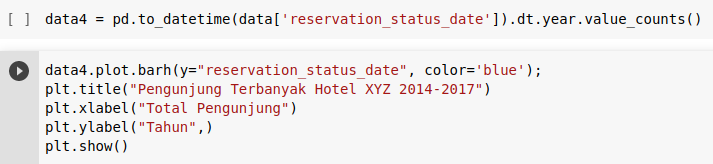 [ ] data4 = pd.to_datetime(data['reservation_status_date']).dt.year.value_counts()
data4.plot.barh(y="reservation_status_date", color='blue');
plt.title("Pengunjung Terbanyak Hotel XYZ 2014-2017")
plt.xlabel("Total Pengunjung")
plt.ylabel("Tahun",)
plt.show()